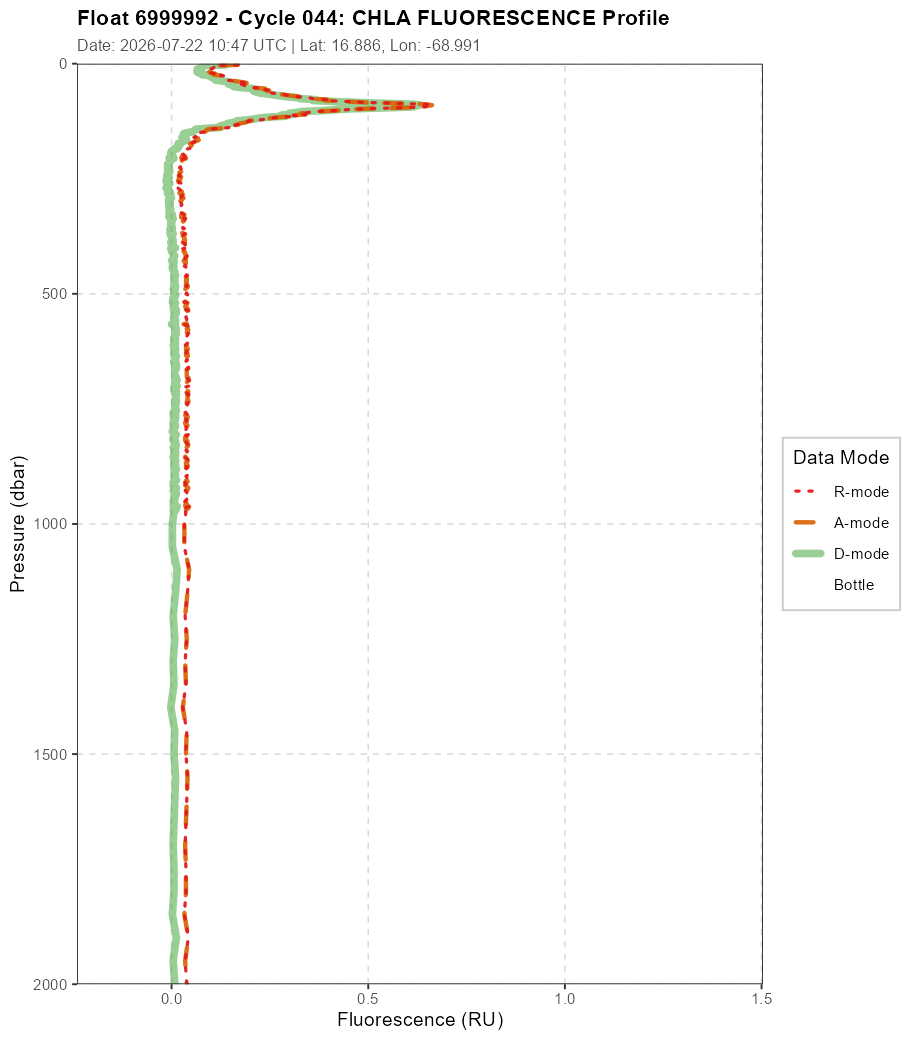 Float 6999992 - Cycle 044: CHLA FLUORESCENCE Profile
Date: 2026-07-22 10:47 UTC | Lat: 16.886, Lon: -68.991
0
500
1000
1500
2000
Pressure (dbar)
0.0
0.5
1.0
1.5
Fluorescence (RU)
Data Mode
R-mode
A-mode
D-mode
Bottle